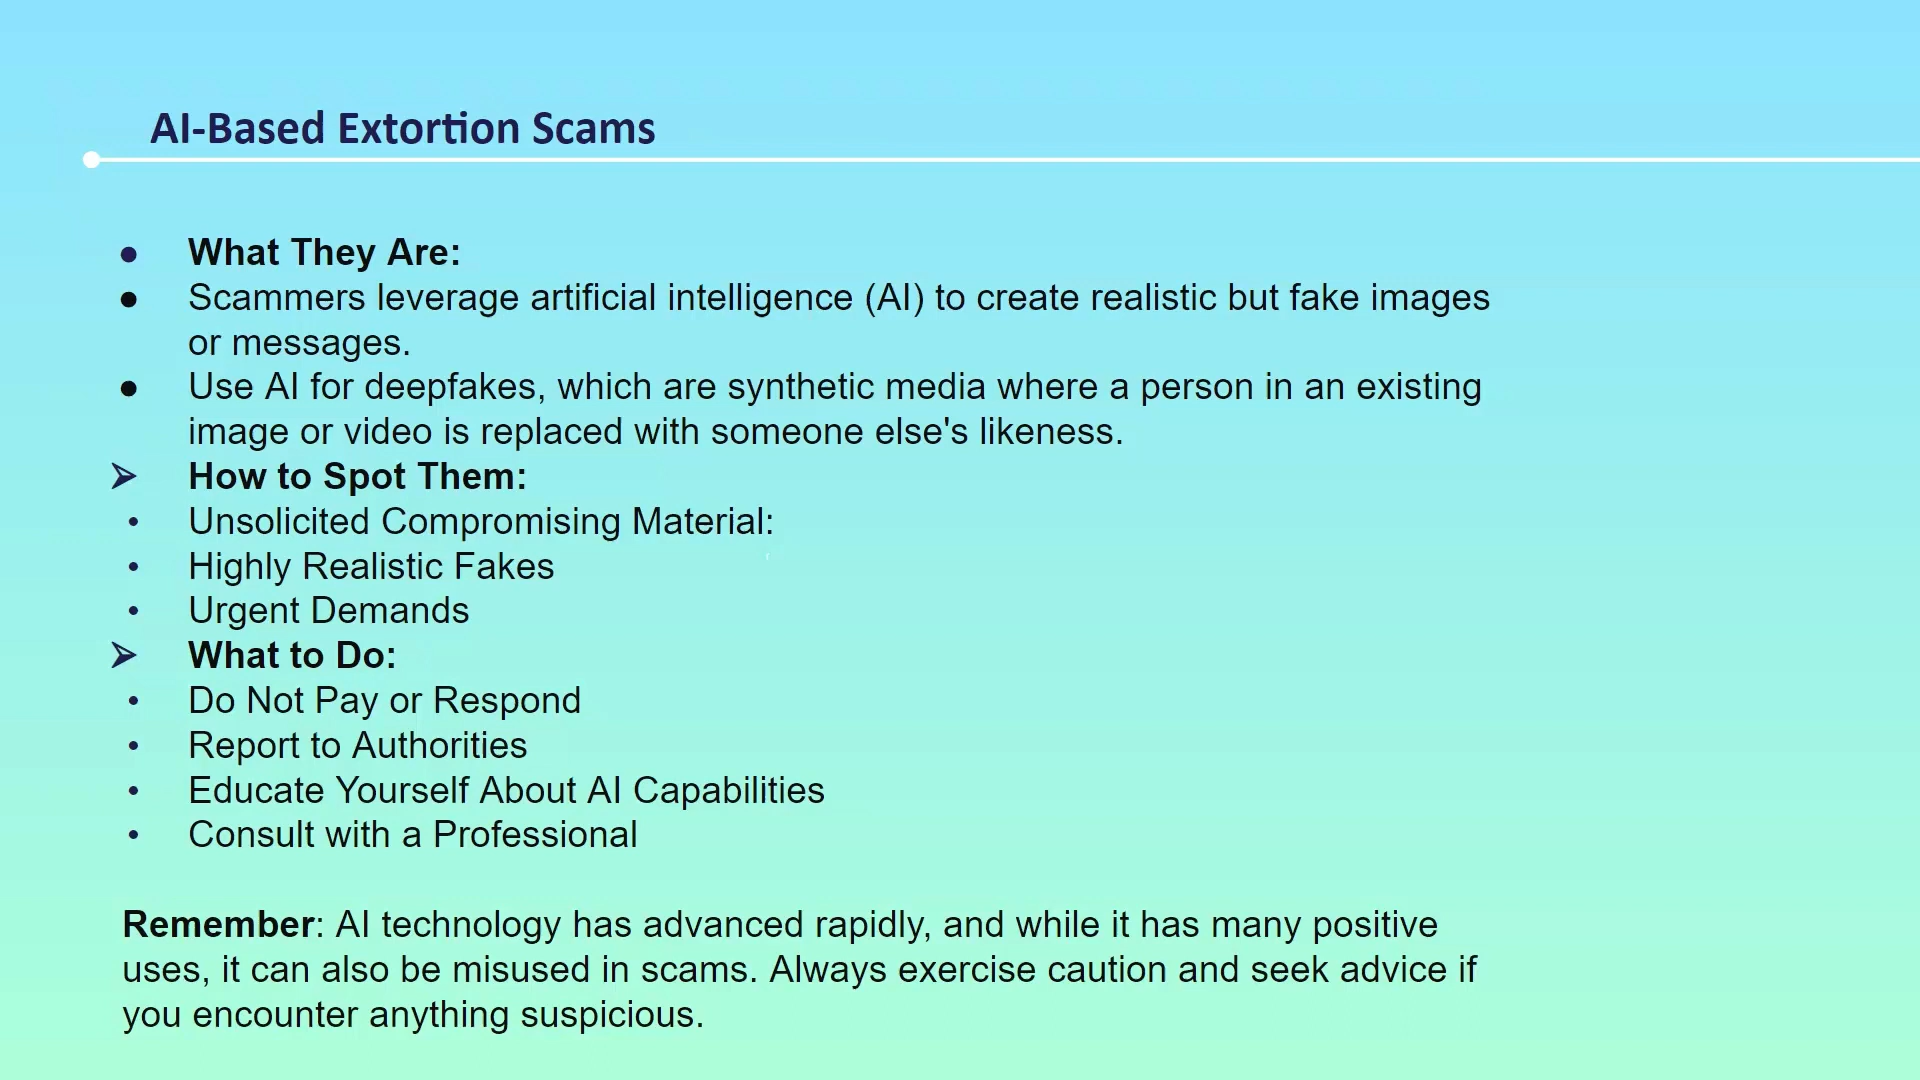 AI-Based Extortion Scams
● What They Are:
● Scammers leverage artificial intelligence (AI) to create realistic but fake images
or messages.
● Use AI for deepfakes, which are synthetic media where a person in an existing
image or video is replaced with someone else's likeness.
➢ How to Spot Them:
• Unsolicited Compromising Material:
• Highly Realistic Fakes
• Urgent Demands
➢ What to Do:
• Do Not Pay or Respond
• Report to Authorities
• Educate Yourself About AI Capabilities
• Consult with a Professional
Remember: AI technology has advanced rapidly, and while it has many positive
uses, it can also be misused in scams. Always exercise caution and seek advice if
you encounter anything suspicious.